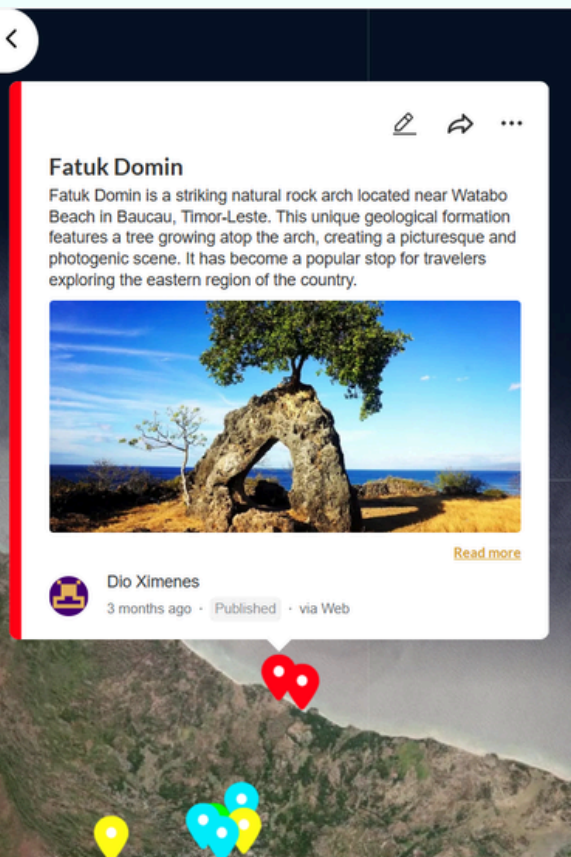 Fatuk Domin
Fatuk Domin is a striking natural rock arch located near Watabo
Beach in Baucau, Timor-Leste. This unique geological formation
features a tree growing atop the arch, creating a picturesque and
photogenic scene. It has become a popular stop for travelers
exploring the eastern region of the country.
Read more
Dio Ximenes
3 months ago · Published · via Web